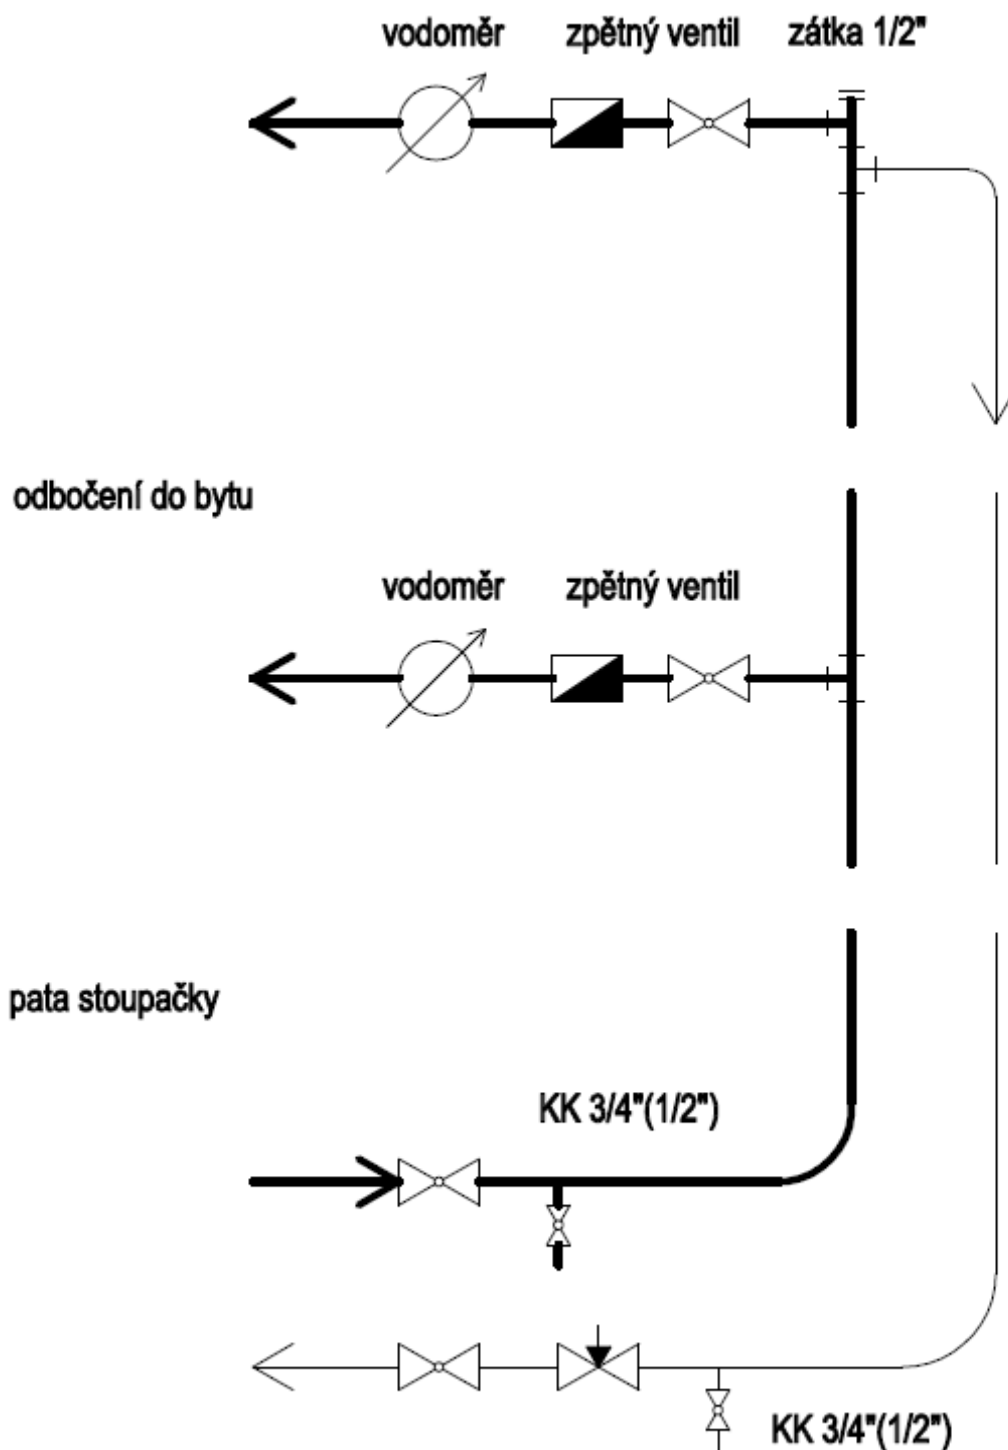 vodoměr zpětný ventil zátka 1/2"
odbočení do bytu
vodoměr zpětný ventil
pata stoupačky
KK 3/4"(1/2")
KK 3/4"(1/2")